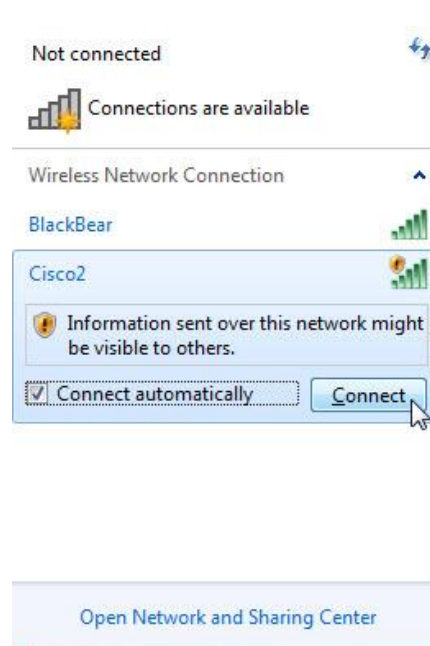 Not connected
Connections are available
Wireless Network Connection
BlackBear
Cisco2
Information sent over this network might
be visible to others.
Connect automatically
Connect
Open Network and Sharing Center